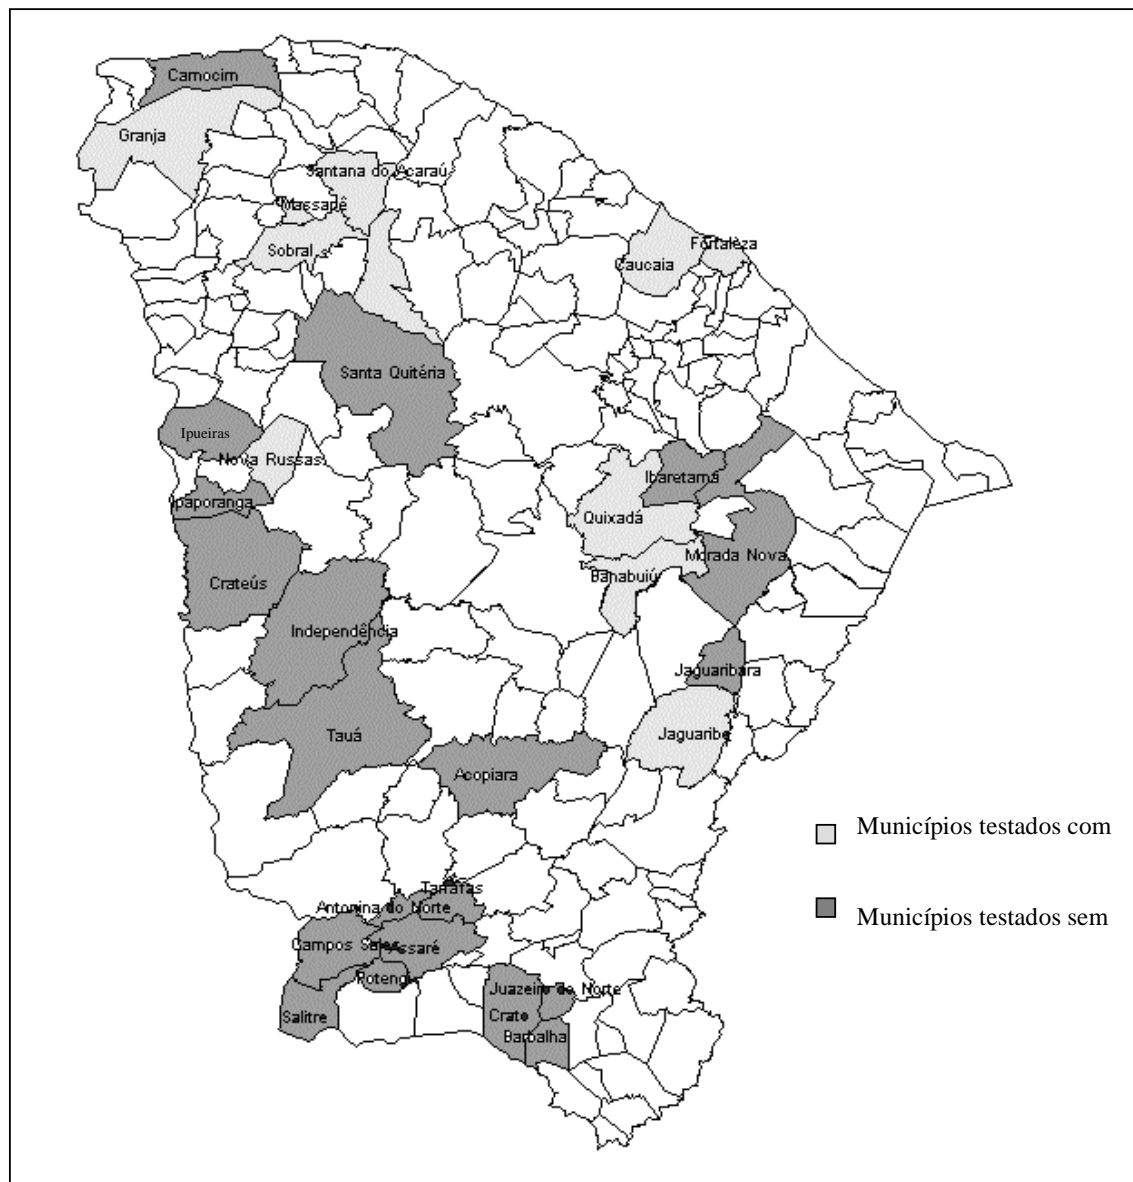 Camocim
Granja
Santana do Acaraú
Massapê
Sobral
Fortaleza
Caucaia
Santa Quitéria
Ipueiras
Nova Russas
Ibaretama
Ipaporanga
Quixadá
Morada Nova
Banabuiú
Crateús
Independência
Jaguaribara
Tauá
Jaguaribe
Acopiara
Municípios testados com
Tarrafas
Antonina do Norte
Municípios testados sem
Campos Sales
Assaré
Potengi
Juazeiro do Norte
Salitre
Crato
Barbalha